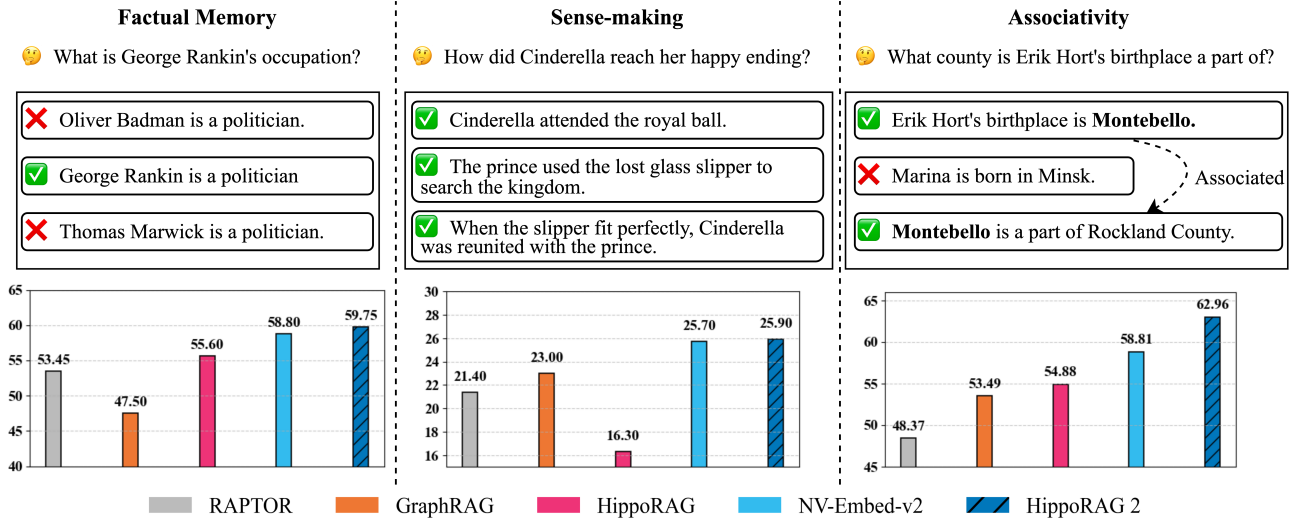 Factual Memory
What is George Rankin's occupation?
Oliver Badman is a politician.
George Rankin is a politician
Thomas Marwick is a politician.
65
60
55
50
45
40
53.45
47.50
55.60
58.80
59.75
Sense-making
How did Cinderella reach her happy ending?
Cinderella attended the royal ball.
The prince used the lost glass slipper to
search the kingdom.
When the slipper fit perfectly, Cinderella
was reunited with the prince.
30
28
26
24
22
20
18
16
21.40
23.00
16.30
25.70
25.90
Associativity
What county is Erik Hort's birthplace a part of?
Erik Hort's birthplace is Montebello.
Marina is born in Minsk.
Associated
Montebello is a part of Rockland County.
65
60
55
50
45
48.37
53.49
54.88
58.81
62.96
RAPTOR
GraphRAG
HippoRAG
NV-Embed-v2
HippoRAG 2